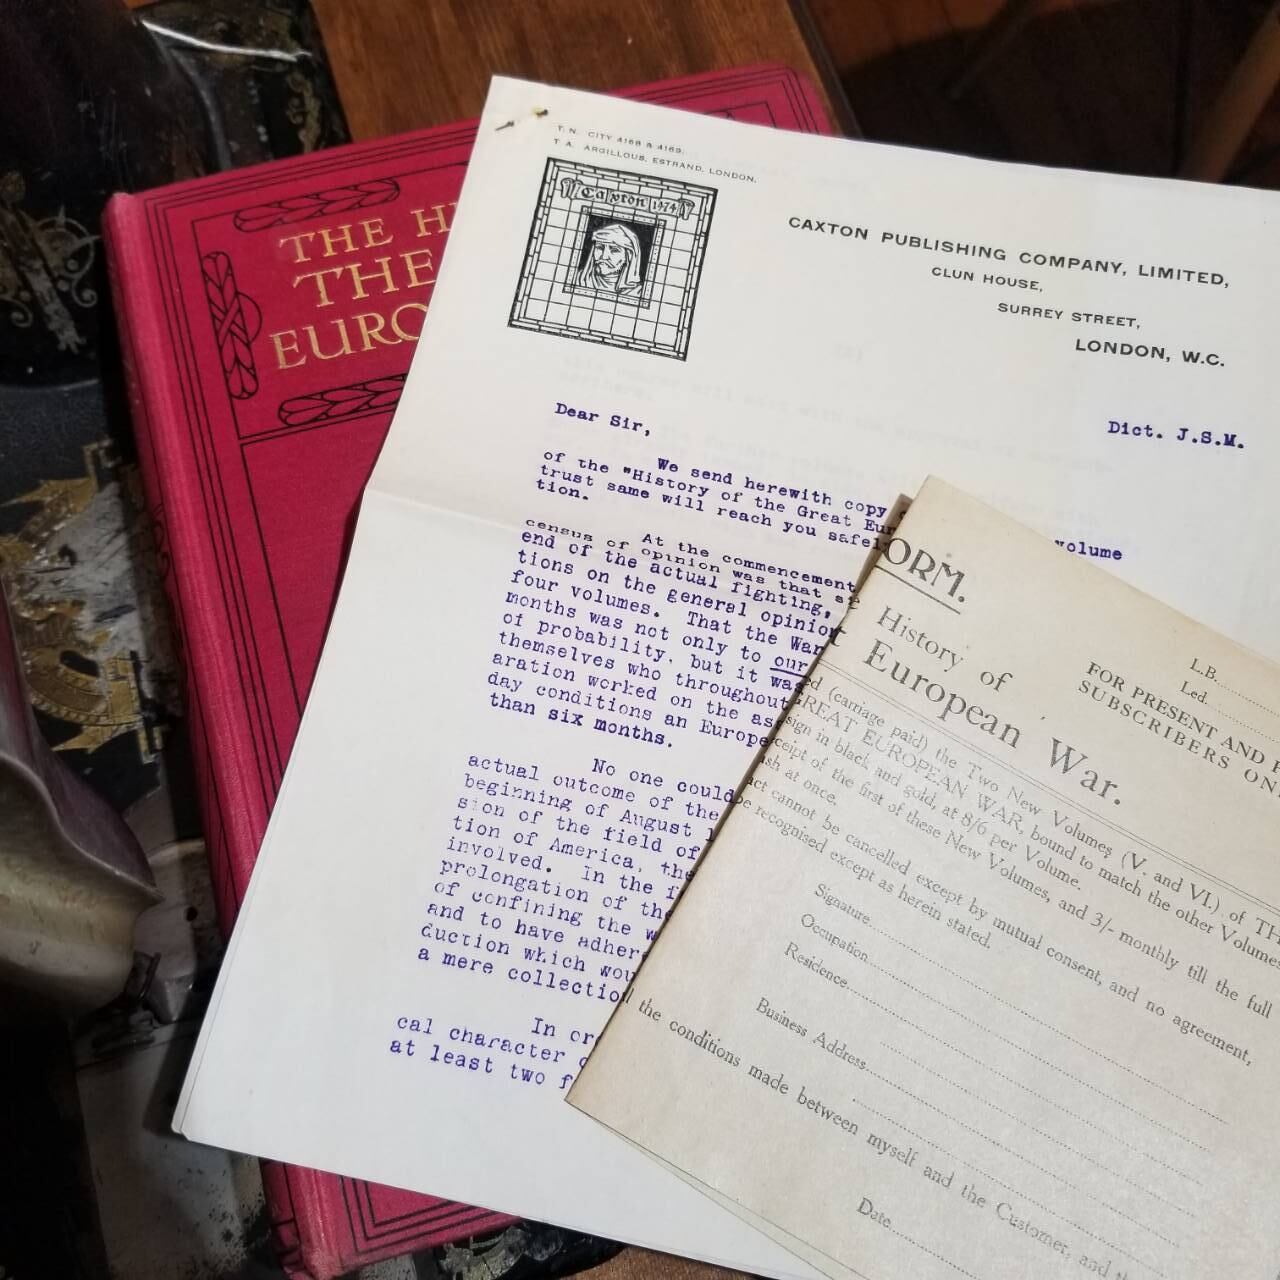 THE
THE
EURO
T. N. CITY 4168 & 4169.
T. A. ARGILLOUS, ESTRAND, LONDON.
Caxton 1474
CAXTON PUBLISHING COMPANY, LIMITED,
CLUN HOUSE,
SURREY STREET,
LONDON, W.C.
Dict. J.S.M.
Dear Sir,
We send herewith copy
of the "History of the Great Eur
volume
trust same will reach you safel
tion.
At the commencement
census of opinion was that
end of the actual fighting,
tions on the general opinion
four volumes. That the War
months was not only to our
of probability, but it was
themselves who throughout
aration worked on the as
day conditions an Europe
than six months.
No one could
actual outcome of the
beginning of August
sion of the field of
tion of America, the
involved. In the
prolongation of the
of confining the w
and to have adher
duction which wou
a mere collectio
In or
cal character
at least two
ORM.
L.B.
Led.
FOR PRESENT AND
SUBSCRIBERS ON
History of
European War.
d (carriage paid) the Two New Volumes (V. and VI.) of TH
GREAT EUROPEAN WAR, bound to match the other Volumes
sign in black and gold, at 8/6 per Volume.
ceipt of the first of these New Volumes, and 3/- monthly till the full
sh at once.
act cannot be cancelled except by mutual consent, and no agreement,
be recognised except as herein stated.
Signature
Occupation
Residence
Business Address
the conditions made between myself and the Customer, and
Date